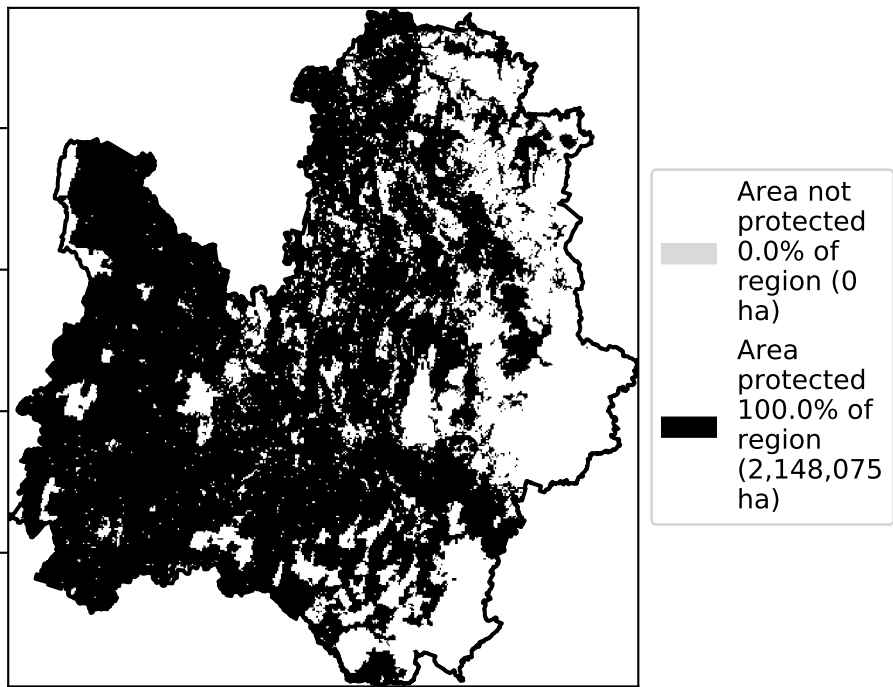 Area not
protected
0.0% of
region (0
ha)
Area
protected
100.0% of
region
(2,148,075
ha)